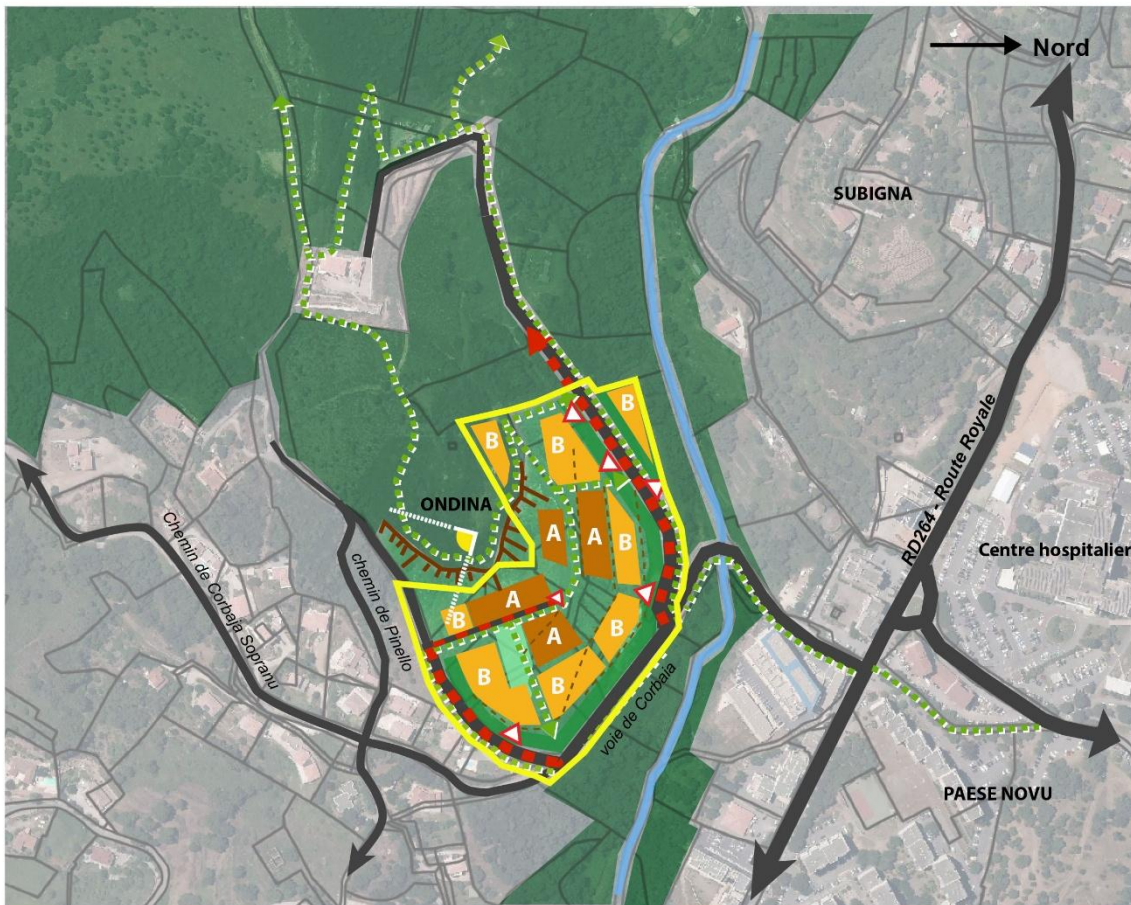 Nord
SUBIGNA
RD264 - Route Royale
B
B
B
ONDINA
A
A
B
Centre hospitalier
Chemin de Corbaja Sopranu
chemin de Pinello
A
B
A
B
B
B
voie de Corbaia
PAESE NOVU